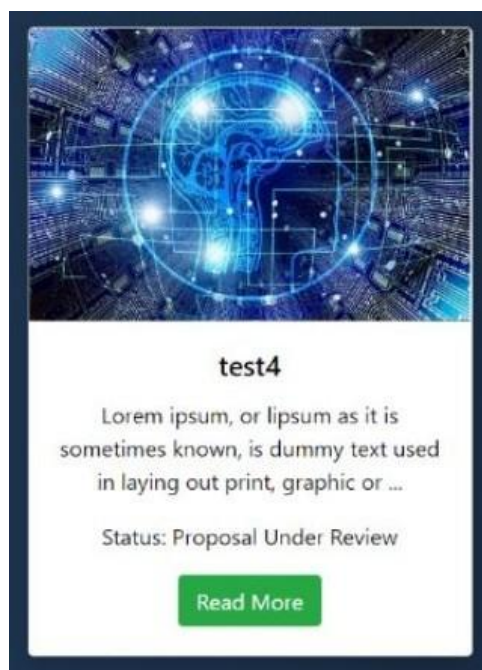 test4
Lorem ipsum, or lipsum as it is
sometimes known, is dummy text used
in laying out print, graphic or ...
Status: Proposal Under Review
Read More